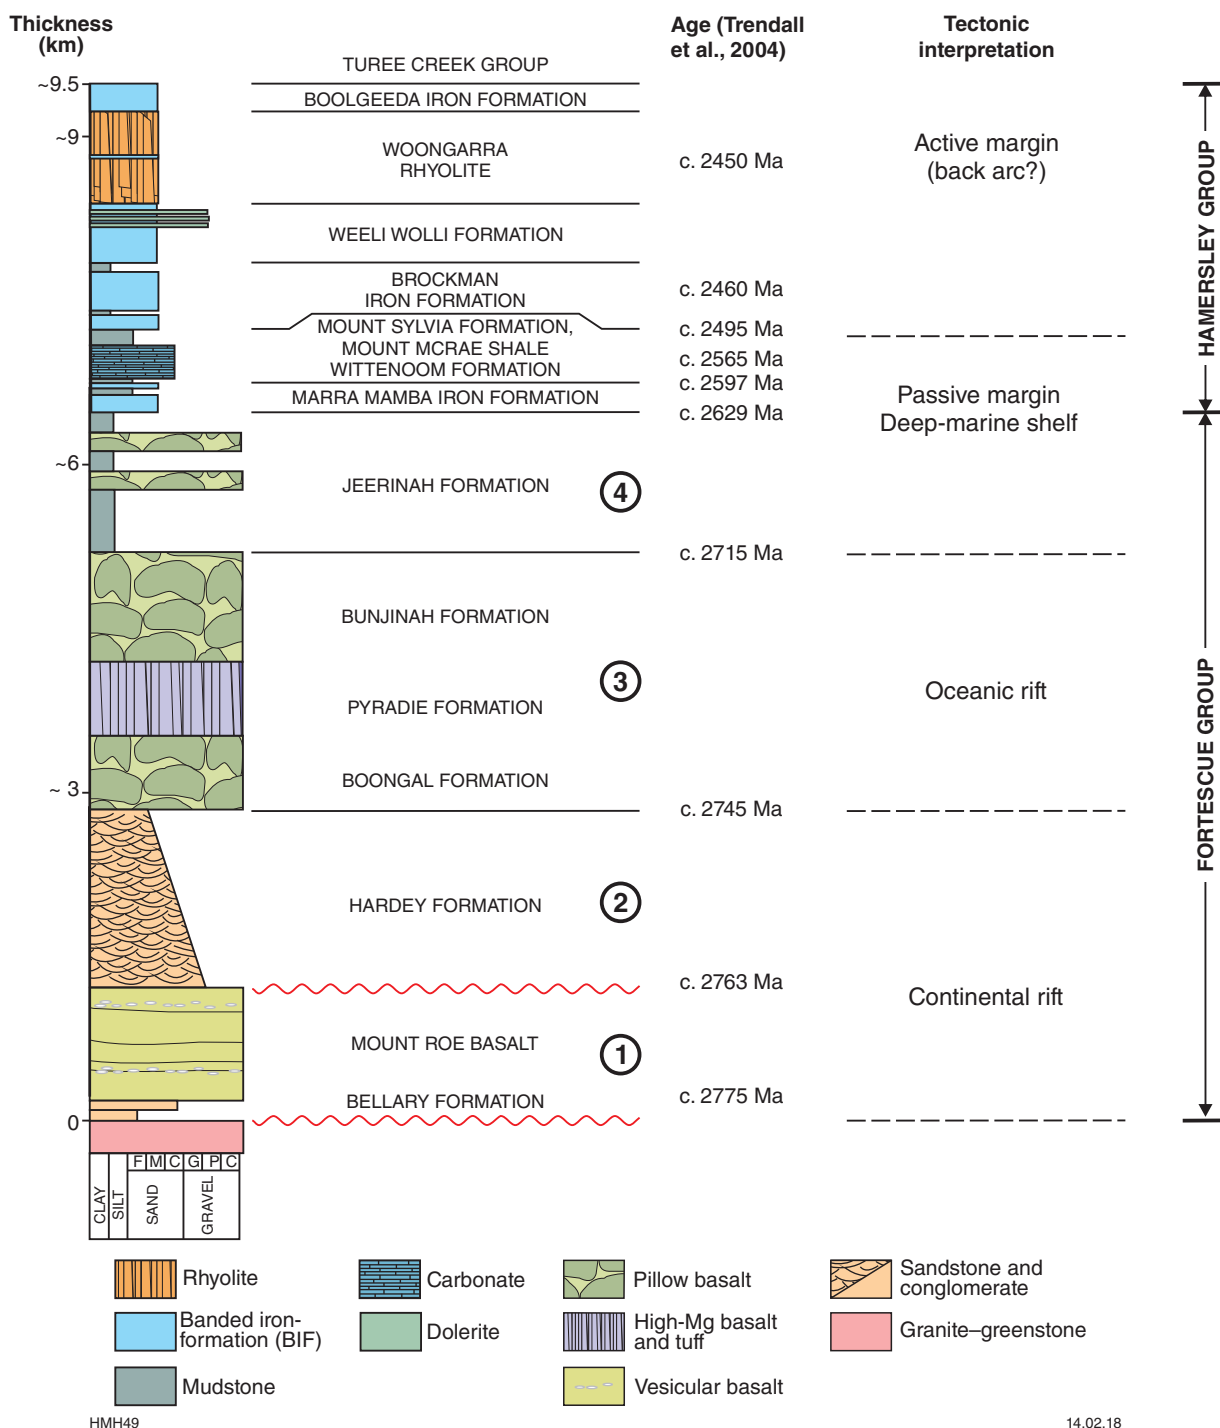 Thickness
(km)
Age (Trendall
et al., 2004)
Tectonic
interpretation
TUREE CREEK GROUP
~9.5
BOOLGEEDA IRON FORMATION
~9
WOONGARRA
RHYOLITE
c. 2450 Ma
Active margin
(back arc?)
HAMERSLEY GROUP
WEELI WOLLI FORMATION
BROCKMAN
IRON FORMATION
c. 2460 Ma
MOUNT SYLVIA FORMATION,
MOUNT MCRAE SHALE
WITTENOOM FORMATION
c. 2495 Ma
c. 2565 Ma
c. 2597 Ma
MARRA MAMBA IRON FORMATION
c. 2629 Ma
Passive margin
Deep-marine shelf
~6
JEERINAH FORMATION
4
c. 2715 Ma
BUNJINAH FORMATION
3
PYRADIE FORMATION
Oceanic rift
FORTESCUE GROUP
~ 3
BOONGAL FORMATION
c. 2745 Ma
HARDEY FORMATION
2
c. 2763 Ma
Continental rift
MOUNT ROE BASALT
1
BELLARY FORMATION
c. 2775 Ma
0
F M C G P C
CLAY
SILT
SAND
GRAVEL
Rhyolite
Carbonate
Pillow basalt
Sandstone and
conglomerate
Banded iron-
formation (BIF)
Dolerite
High-Mg basalt
and tuff
Granite–greenstone
Mudstone
Vesicular basalt
HMH49
14.02.18